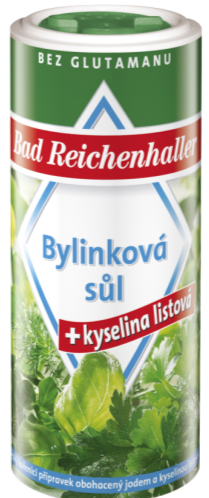 BEZ GLUTAMANU
Bad Reichenhaller
Bylinková
sůl
+kyselina listová
přípravek obohacený jodem a kyselinou